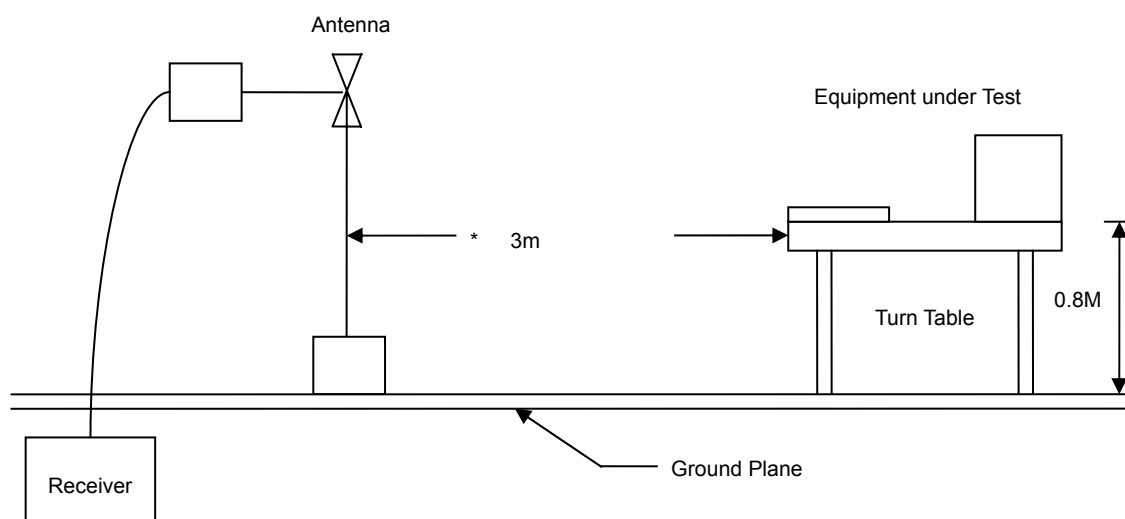 Antenna
Equipment under Test
* 3m
0.8M
Turn Table
Ground Plane
Receiver